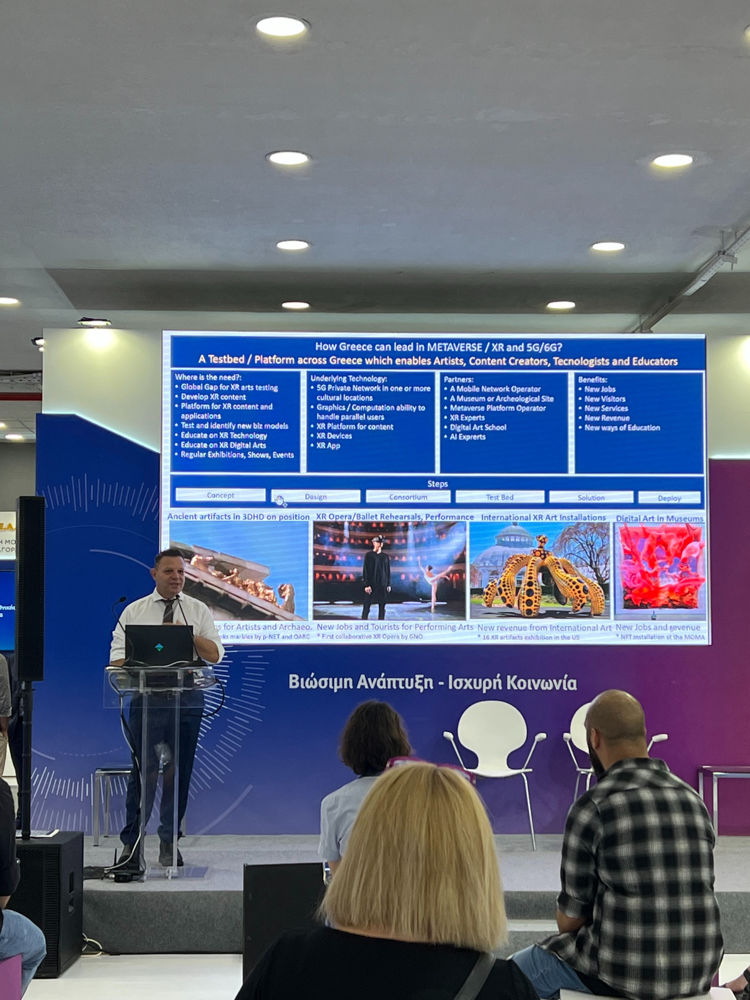 How Greece can lead in METAVERSE / XR and 5G/6G?
A Testbed / Platform across Greece which enables Artists, Content Creators, Tecnologists and Educators
Where is the need?:
• Global Gap for XR arts testing
• Develop XR content
• Platform for XR content and
applications
• Test and identify new biz models
• Educate on XR Technology
• Educate on XR Digital Arts
• Regular Exhibitions, Shows, Events
Underlying Technology:
• 5G Private Network in one or more
cultural locations
• Graphics / Computation ability to
handle parallel users
• XR Platform for content
• XR Devices
• XR App
Partners:
• A Mobile Network Operator
• A Museum or Archeological Site
• Metaverse Platform Operator
• XR Experts
• Digital Art School
• AI Exprerts
Benefits:
• New Jobs
• New Visitors
• New Services
• New Revenue
• New ways of Education
Steps
Concept
Design
Consortium
Test Bed
Solution
Deploy
Ancient artifacts in 3DHD on position
XR Opera/Ballet Rehearsals, Performance
International XR Art Installations
Digital Art in Museums
for Artists and Archaeo.
New Jobs and Tourists for Performing Arts
New revenue from International Art
New Jobs and revenue
marbles by p-NET and OARC
* First collaborative XR Opera by GNO
* 16 XR artifacts exhibition in the US
* NFT Installation at the MOMA
Βιώσιμη Ανάπτυξη - Ισχυρή Κοινωνία